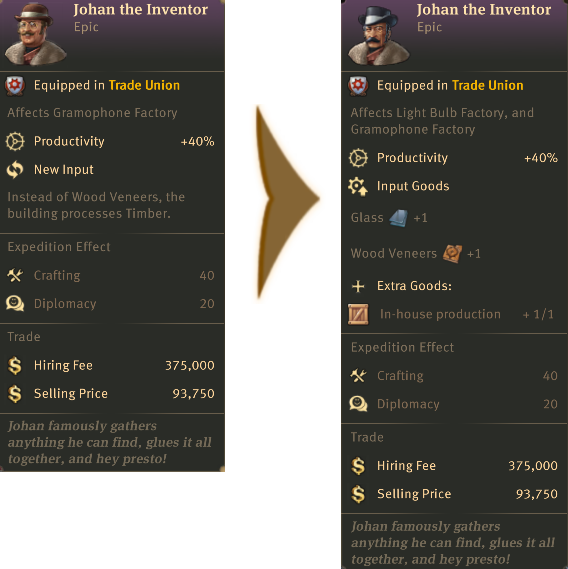 Johan the Inventor
Epic
Equipped in Trade Union
Affects Gramophone Factory
Productivity +40%
New Input
Instead of Wood Veneers, the
building processes Timber.
Expedition Effect
Crafting 40
Diplomacy 20
Trade
Hiring Fee 375,000
Selling Price 93,750
Johan famously gathers
anything he can find, glues it all
together, and hey presto!
Johan the Inventor
Epic
Equipped in Trade Union
Affects Light Bulb Factory, and
Gramophone Factory
Productivity +40%
Input Goods
Glass +1
Wood Veneers +1
Extra Goods:
In-house production + 1/1
Expedition Effect
Crafting 40
Diplomacy 20
Trade
Hiring Fee 375,000
Selling Price 93,750
Johan famously gathers
anything he can find, glues it all
together, and hey presto!